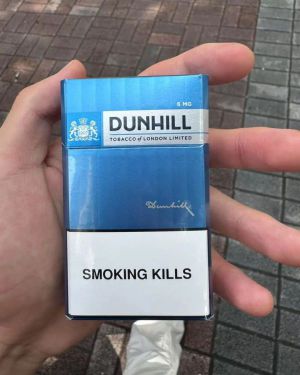 6 MG
DUNHILL
TOBACCO of LONDON LIMITED
Dunhill
SMOKING KILLS